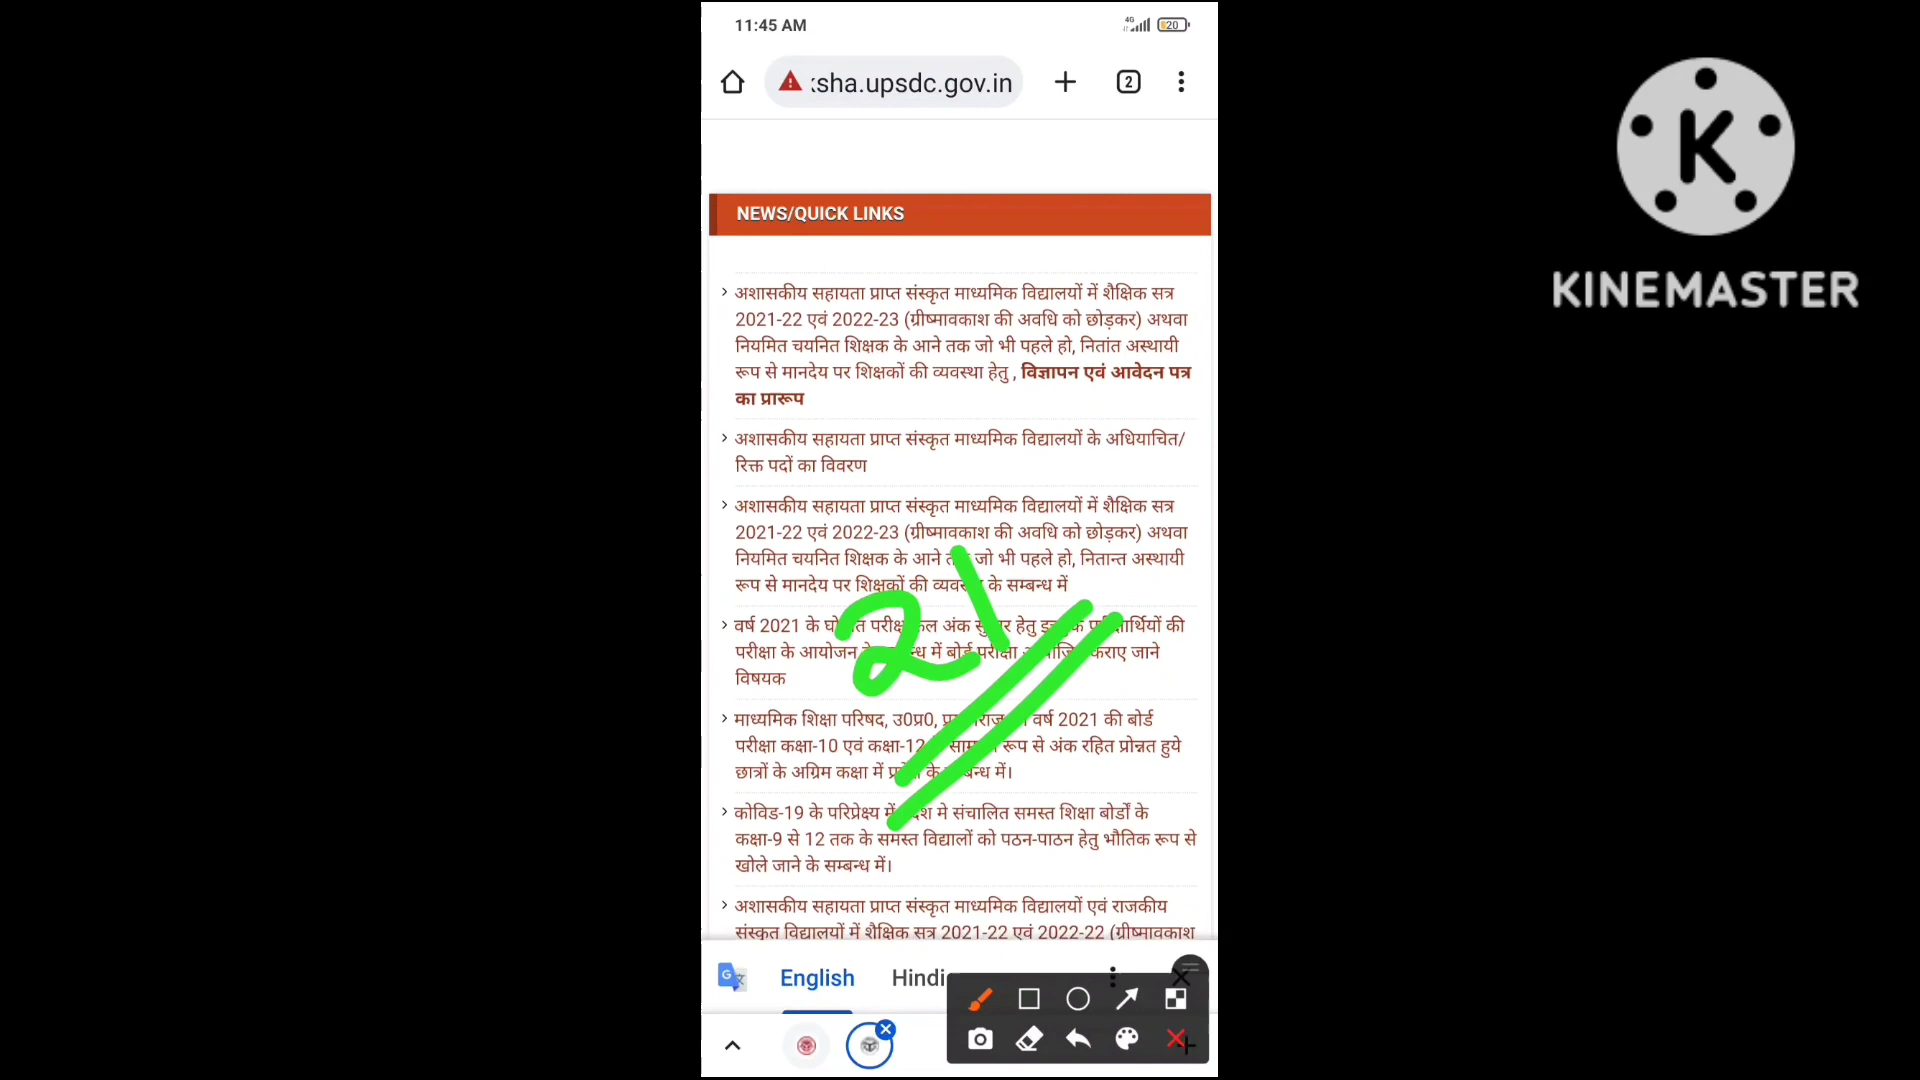 11:45 AM
4G
20
ksha.upsdc.gov.in
2
K
KINEMASTER
NEWS/QUICK LINKS
अशासकीय सहायता प्राप्त संस्कृत माध्यमिक विद्यालयों में शैक्षिक सत्र
2021-22 एवं 2022-23 (ग्रीष्मावकाश की अवधि को छोड़कर) अथवा
नियमित चयनित शिक्षक के आने तक जो भी पहले हो, नितांत अस्थायी
रूप से मानदेय पर शिक्षकों की व्यवस्था हेतु , विज्ञापन एवं आवेदन पत्र
का प्रारूप
अशासकीय सहायता प्राप्त संस्कृत माध्यमिक विद्यालयों के अधियाचित/
रिक्त पदों का विवरण
अशासकीय सहायता प्राप्त संस्कृत माध्यमिक विद्यालयों में शैक्षिक सत्र
2021-22 एवं 2022-23 (ग्रीष्मावकाश की अवधि को छोड़कर) अथवा
नियमित चयनित शिक्षक के आने जो भी पहले हो, नितान्त अस्थायी
रूप से मानदेय पर शिक्षकों की के सम्बन्ध में
वर्ष 2021 के अंक हेतु की
परीक्षा के आयोजन में बोर्ड परीक्षा कराए जाने
विषयक
माध्यमिक शिक्षा परिषद, उ0प्र0, वर्ष 2021 की बोर्ड
परीक्षा कक्षा-10 एवं कक्षा-12 रूप से अंक रहित प्रोन्नत हुये
छात्रों के अग्रिम कक्षा में के में।
कोविड-19 के परिप्रेक्ष्य में मे संचालित समस्त शिक्षा बोर्डों के
कक्षा-9 से 12 तक के समस्त विद्यालों को पठन-पाठन हेतु भौतिक रूप से
खोले जाने के सम्बन्ध में।
अशासकीय सहायता प्राप्त संस्कृत माध्यमिक विद्यालयों एवं राजकीय
संस्कृत विद्यालयों में शैक्षिक सत्र 2021-22 एवं 2022-22 (ग्रीष्मावकाश
English
Hindi